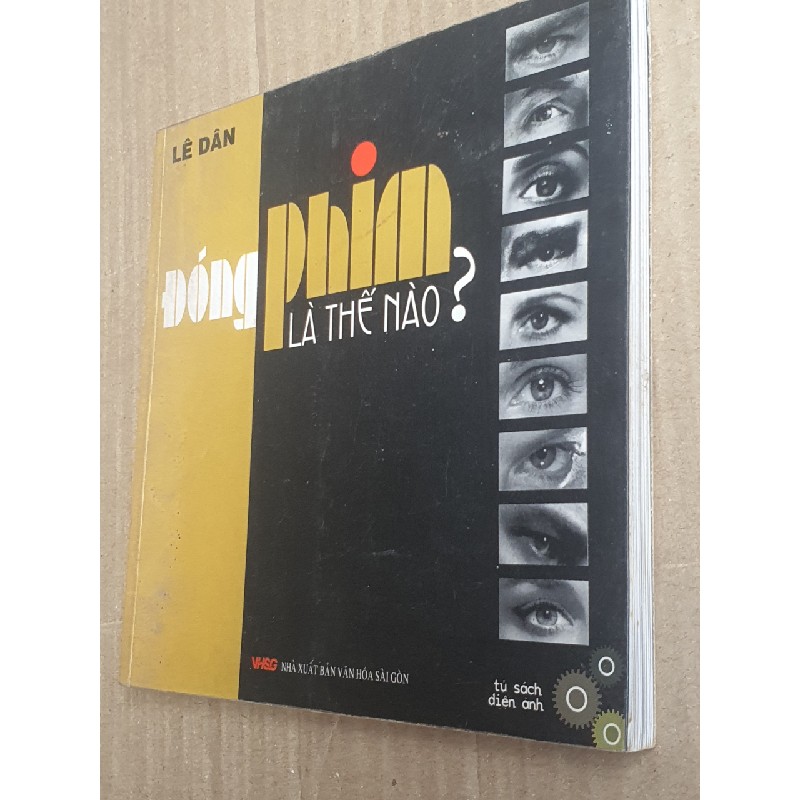 LÊ DÂN
Đóng phim
LÀ THẾ NÀO?
VHSG NHÀ XUẤT BẢN VĂN HÓA SÀI GÒN
tủ sách
điện ảnh